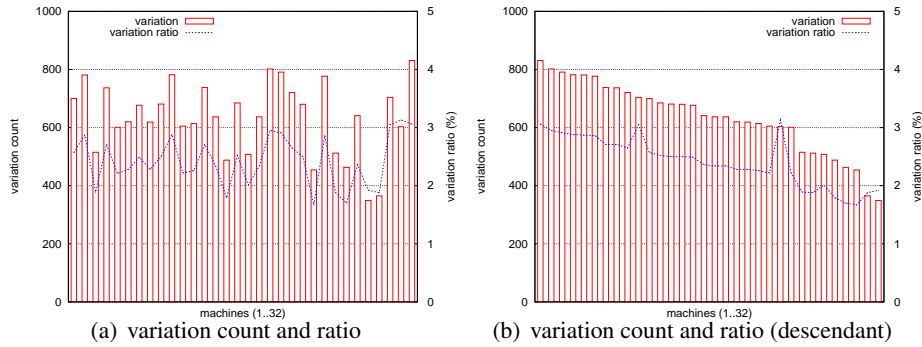 1000
800
600
400
200
0
variation count
variation
variation ratio
5
4
3
2
1
0
variation ratio (%)
machines (1..32)
(a) variation count and ratio
1000
800
600
400
200
0
variation count
variation
variation ratio
5
4
3
2
1
0
variation ratio (%)
machines (1..32)
(b) variation count and ratio (descendant)